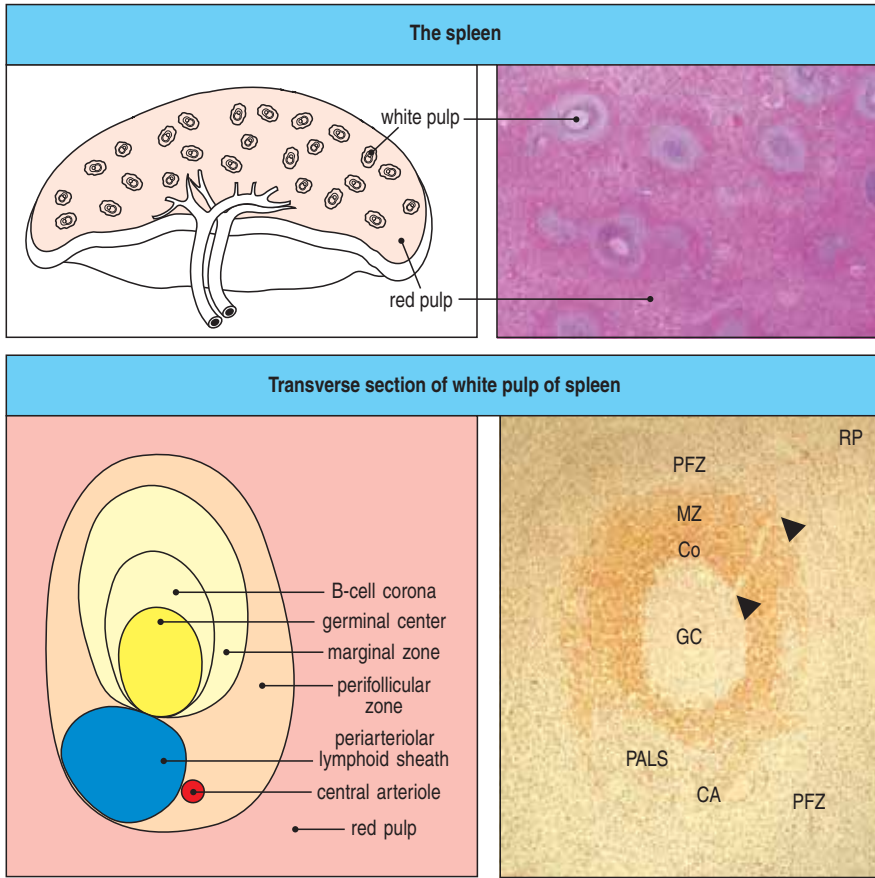 The spleen
white pulp
red pulp
Transverse section of white pulp of spleen
B-cell corona
germinal center
marginal zone
perifollicular
zone
periarteriolar
lymphoid sheath
central arteriole
red pulp
RP
PFZ
MZ
Co
GC
PALS
CA
PFZ